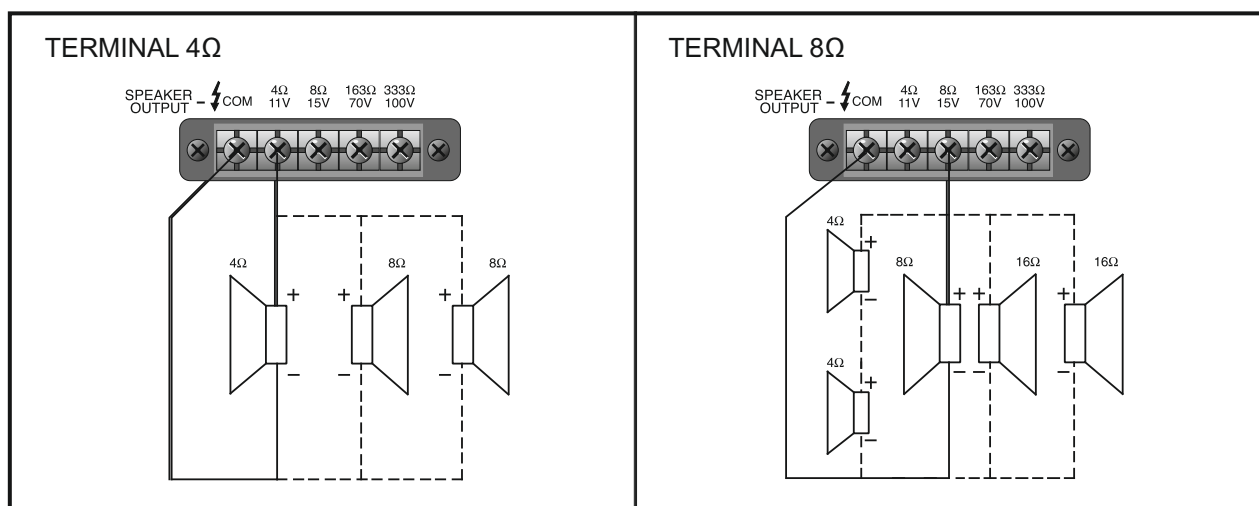 TERMINAL 4Ω
SPEAKER OUTPUT – COM
4Ω 8Ω 163Ω 333Ω
11V 15V 70V 100V
4Ω 8Ω 8Ω
+ + +
– – –
TERMINAL 8Ω
SPEAKER OUTPUT – COM
4Ω 8Ω 163Ω 333Ω
11V 15V 70V 100V
4Ω
+
–
8Ω 16Ω 16Ω
+ + +
– – –
4Ω
+
–